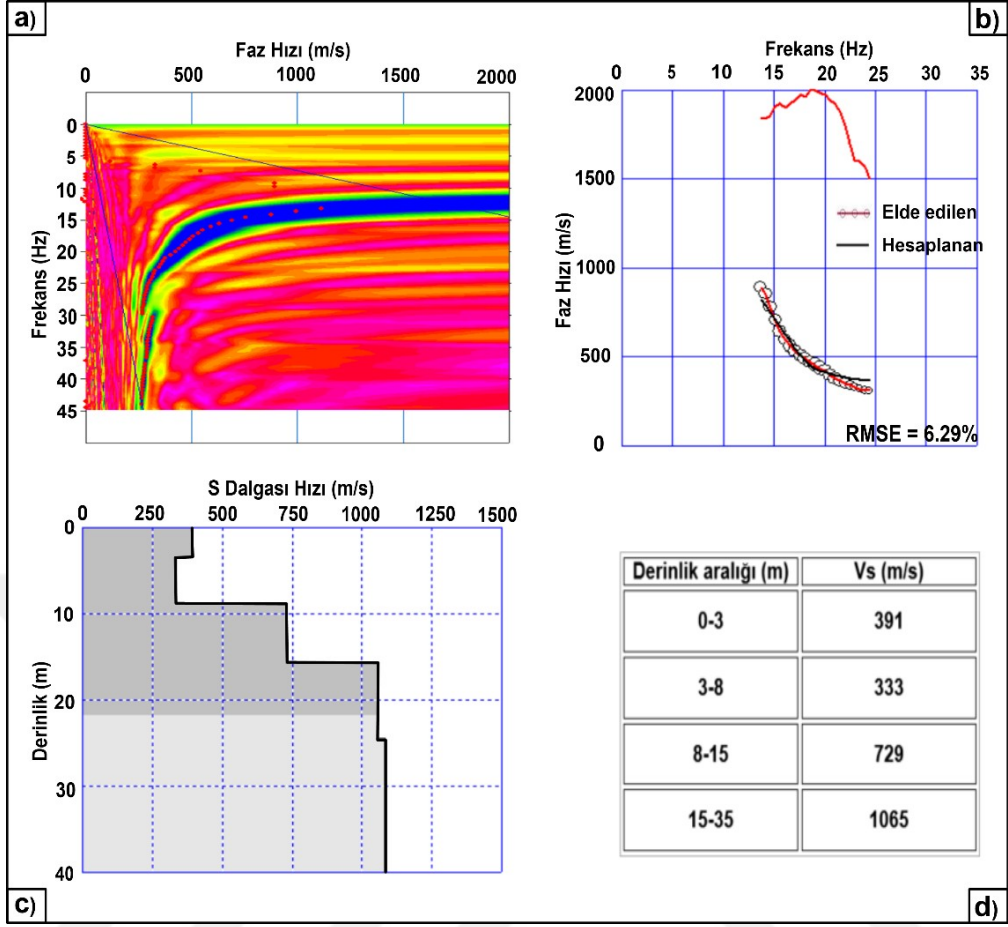 a)
Faz Hızı (m/s)
0 500 1000 1500 2000
Frekans (Hz)
0
5
10
15
20
25
30
35
40
45
b)
Frekans (Hz)
0 5 10 15 20 25 30 35
Faz Hızı (m/s)
2000
1500
1000
500
0
Elde edilen
Hesaplanan
RMSE = 6.29%
S Dalgası Hızı (m/s)
0 250 500 750 1000 1250 1500
Derinlik (m)
0
10
20
30
40
c)
Derinlik aralığı (m) Vs (m/s)
0-3 391
3-8 333
8-15 729
15-35 1065
d)